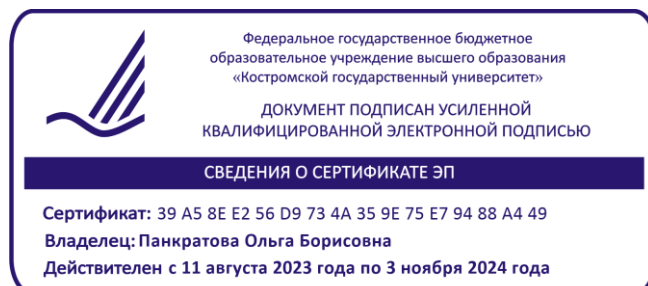 Федеральное государственное бюджетное
образовательное учреждение высшего образования
«Костромской государственный университет»
ДОКУМЕНТ ПОДПИСАН УСИЛЕННОЙ
КВАЛИФИЦИРОВАННОЙ ЭЛЕКТРОННОЙ ПОДПИСЬЮ
СВЕДЕНИЯ О СЕРТИФИКАТЕ ЭП
Сертификат: 39 A5 8E E2 56 D9 73 4A 35 9E 75 E7 94 88 A4 49
Владелец: Панкратова Ольга Борисовна
Действителен с 11 августа 2023 года по 3 ноября 2024 года